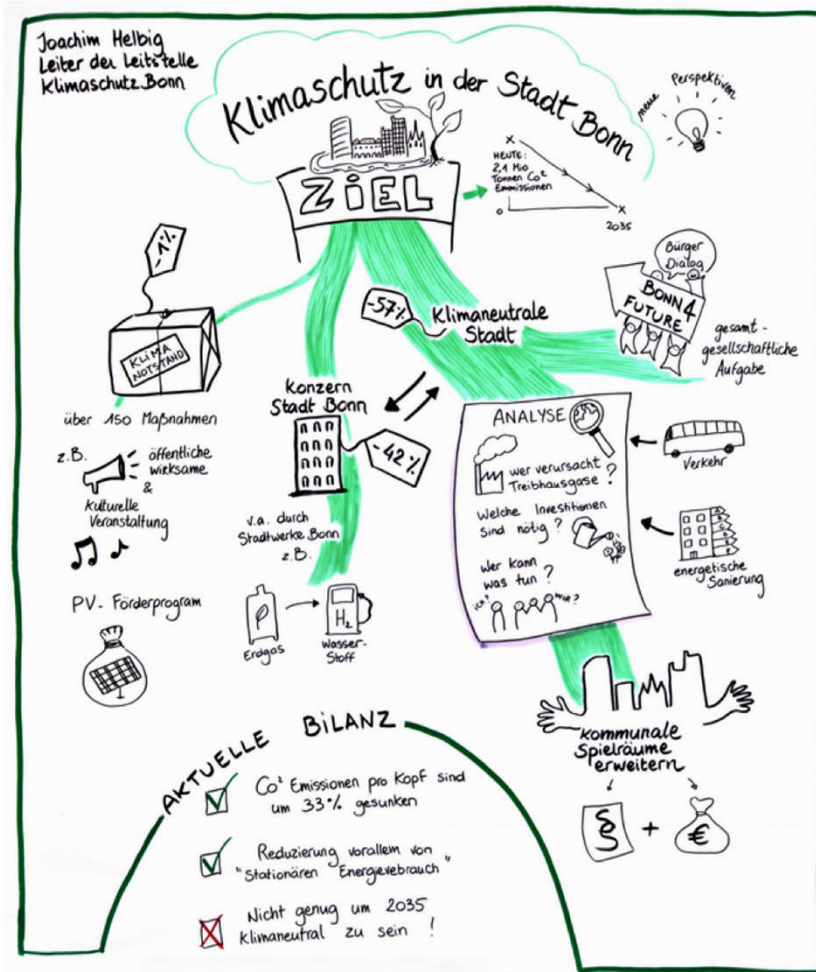 Joachim Helbig
Leiter der Leitstelle
Klimaschutz Bonn
Klimaschutz in der Stadt Bonn
neue Perspektiven
ZIEL
HEUTE:
2,1 Mio
Tonnen Co²
Emmissionen
0
2035
-1%
KLIMA
NOTSTAND
über 150 Maßnahmen
z.B.
öffentliche
wirksame
&
kulturelle
Veranstaltung
PV-Förderprogram
Konzern
Stadt Bonn
-42%
v.a. durch
Stadtwerke Bonn
z.B.
Erdgas
H₂
Wasser-
Stoff
-57%
Klimaneutrale
Stadt
Bürger
Dialog
BONN4
FUTURE
gesamt-
gesellschaftliche
Aufgabe
ANALYSE
wer verursacht
Treibhausgase?
Welche Investitionen
sind nötig?
wer kann
was tun?
ich?
wir?
Verkehr
energetische
Sanierung
kommunale
Spielräume
erweitern
§
+
€
AKTUELLE BILANZ
Co² Emissionen pro Kopf sind
um 33% gesunken
Reduzierung vorallem von
"Stationären Energievebrauch"
Nicht genug um 2035
klimaneutral zu sein!